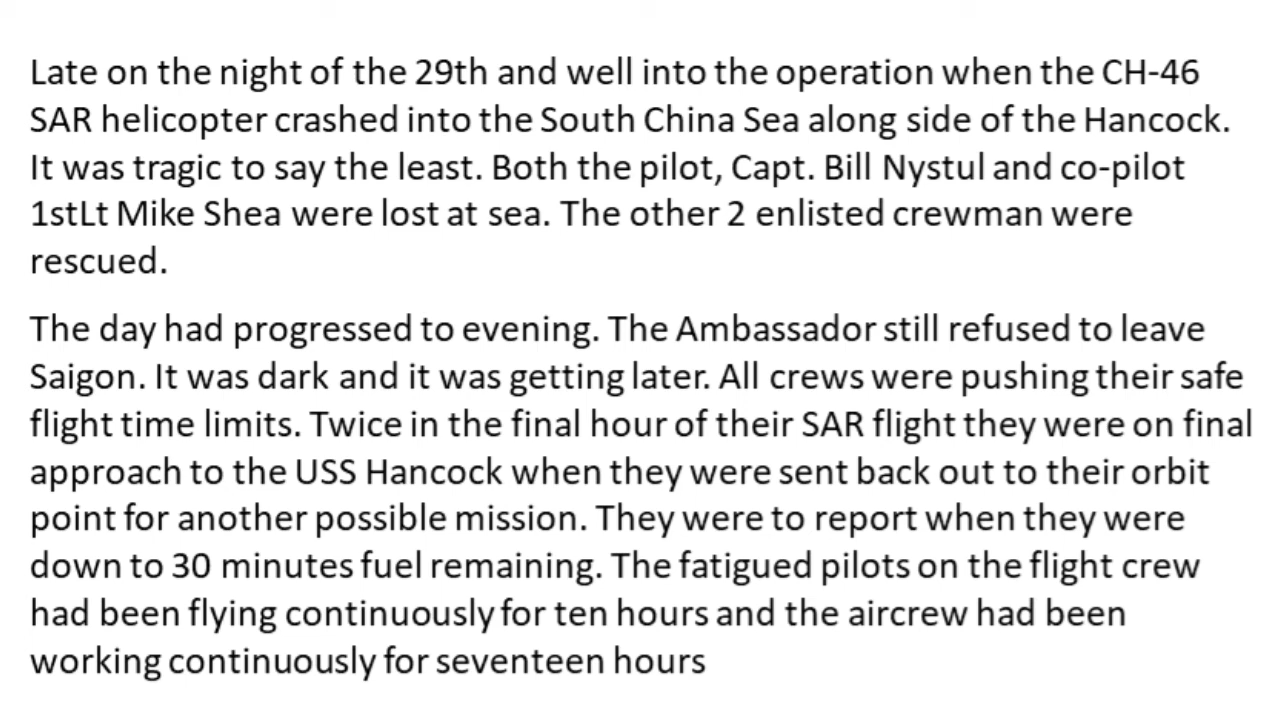 Late on the night of the 29th and well into the operation when the CH-46
SAR helicopter crashed into the South China Sea along side of the Hancock.
It was tragic to say the least. Both the pilot, Capt. Bill Nystul and co-pilot
1stLt Mike Shea were lost at sea. The other 2 enlisted crewman were
rescued.
The day had progressed to evening. The Ambassador still refused to leave
Saigon. It was dark and it was getting later. All crews were pushing their safe
flight time limits. Twice in the final hour of their SAR flight they were on final
approach to the USS Hancock when they were sent back out to their orbit
point for another possible mission. They were to report when they were
down to 30 minutes fuel remaining. The fatigued pilots on the flight crew
had been flying continuously for ten hours and the aircrew had been
working continuously for seventeen hours